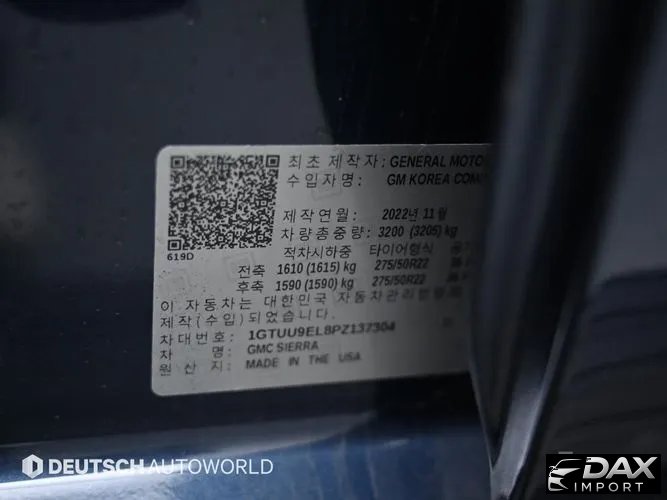 최초 제작자 : GENERAL MOTO
수입자명 : GM KOREA COM
제작연월 : 2022년 11월
차량총중량 : 3200 (3205) kg
적차시하중 타이어형식
전축 1610 (1615) kg 275/50R22
후축 1590 (1590) kg 275/50R22
이 자동차는 대한민국 자동차관리법령에
제작 (수입) 되었습니다.
차대번호 : 1GTUU9EL8PZ137304
차 명 : GMC SIERRA
원산지 : MADE IN THE USA
619D
DEUTSCH AUTOWORLD
DAX
IMPORT